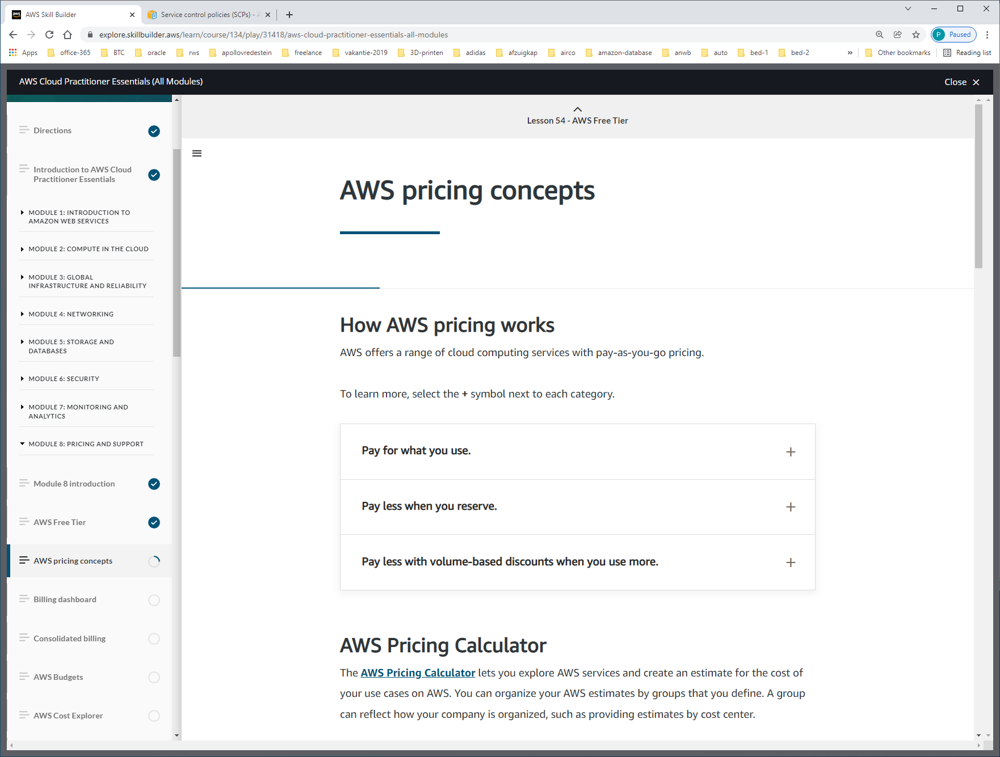 AWS Skill Builder
Service control policies (SCPs) - A
explore.skillbuilder.aws/learn/course/134/play/31418/aws-cloud-practitioner-essentials-all-modules
P Paused
Apps office-365 BTC oracle rws apollovredestein freelance vakantie-2019 3D-printen adidas afzuigkap airco amazon-database anwb auto bed-1 bed-2 » Other bookmarks Reading list
AWS Cloud Practitioner Essentials (All Modules)
Close
Directions
Introduction to AWS Cloud
Practitioner Essentials
MODULE 1: INTRODUCTION TO
AMAZON WEB SERVICES
MODULE 2: COMPUTE IN THE CLOUD
MODULE 3: GLOBAL
INFRASTRUCTURE AND RELIABILITY
MODULE 4: NETWORKING
MODULE 5: STORAGE AND
DATABASES
MODULE 6: SECURITY
MODULE 7: MONITORING AND
ANALYTICS
MODULE 8: PRICING AND SUPPORT
Module 8 introduction
AWS Free Tier
AWS pricing concepts
Billing dashboard
Consolidated billing
AWS Budgets
AWS Cost Explorer
Lesson 54 - AWS Free Tier
AWS pricing concepts
How AWS pricing works
AWS offers a range of cloud computing services with pay-as-you-go pricing.
To learn more, select the + symbol next to each category.
Pay for what you use.
Pay less when you reserve.
Pay less with volume-based discounts when you use more.
AWS Pricing Calculator
The AWS Pricing Calculator lets you explore AWS services and create an estimate for the cost of
your use cases on AWS. You can organize your AWS estimates by groups that you define. A group
can reflect how your company is organized, such as providing estimates by cost center.